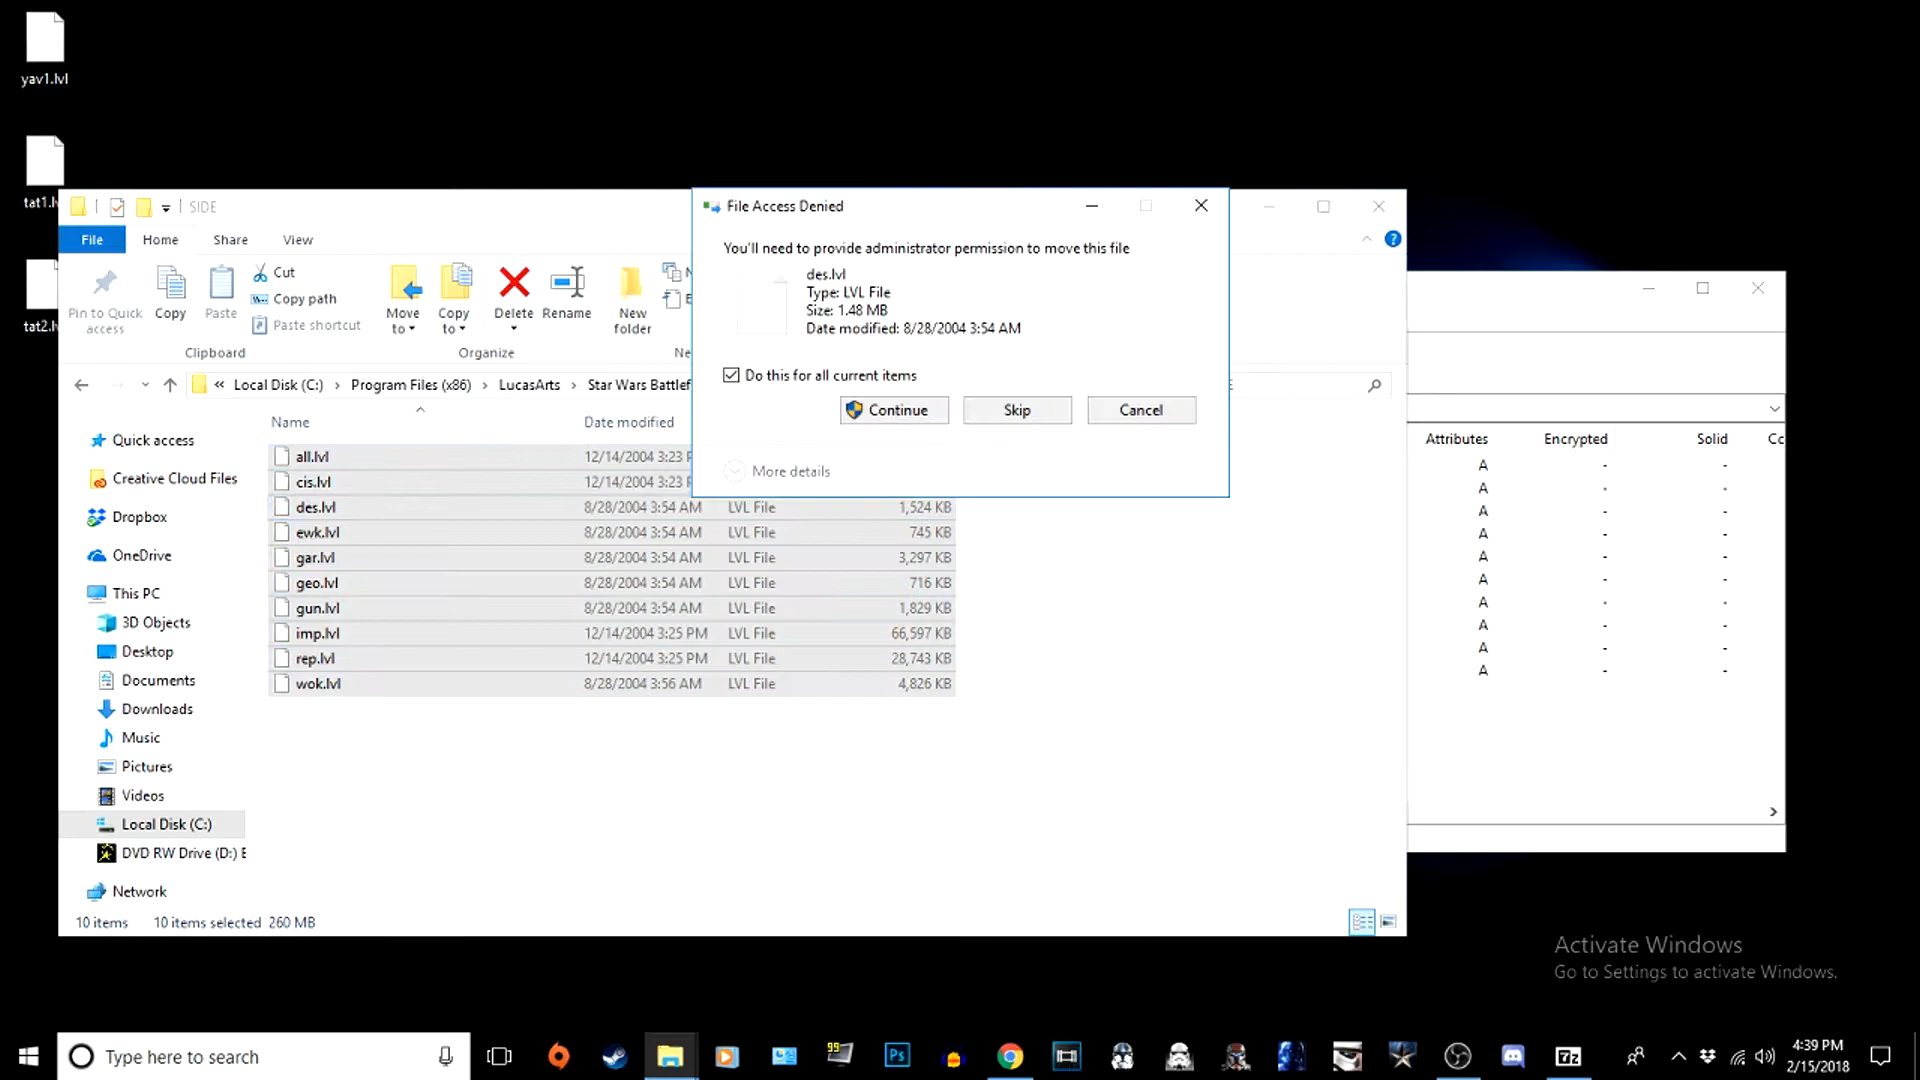 yav1.lvl
tat1.lv
tat2.lv
SIDE
File
Home
Share
View
Pin to Quick access
Copy
Paste
Cut
Copy path
Paste shortcut
Clipboard
Move to
Copy to
Delete
Rename
Organize
New folder
Ne
Local Disk (C:) › Program Files (x86) › LucasArts › Star Wars Battlef
Name
Date modified
Quick access
Creative Cloud Files
Dropbox
OneDrive
This PC
3D Objects
Desktop
Documents
Downloads
Music
Pictures
Videos
Local Disk (C:)
DVD RW Drive (D:) E
Network
all.lvl 12/14/2004 3:23 P
cis.lvl 12/14/2004 3:23 P
des.lvl 8/28/2004 3:54 AM LVL File 1,524 KB
ewk.lvl 8/28/2004 3:54 AM LVL File 745 KB
gar.lvl 8/28/2004 3:54 AM LVL File 3,297 KB
geo.lvl 8/28/2004 3:54 AM LVL File 716 KB
gun.lvl 8/28/2004 3:54 AM LVL File 1,829 KB
imp.lvl 12/14/2004 3:25 PM LVL File 66,597 KB
rep.lvl 12/14/2004 3:25 PM LVL File 28,743 KB
wok.lvl 8/28/2004 3:56 AM LVL File 4,826 KB
10 items 10 items selected 260 MB
File Access Denied
You'll need to provide administrator permission to move this file
des.lvl
Type: LVL File
Size: 1.48 MB
Date modified: 8/28/2004 3:54 AM
Do this for all current items
Continue
Skip
Cancel
More details
Attributes Encrypted Solid Cc
A - -
A - -
A - -
A - -
A - -
A - -
A - -
A - -
A - -
A - -
Activate Windows
Go to Settings to activate Windows.
Type here to search
99
Ps
7z
4:39 PM
2/15/2018